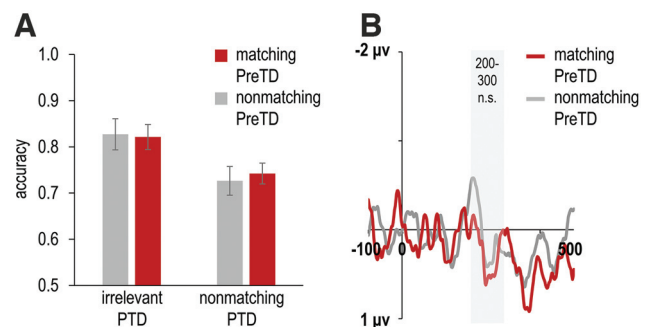 A
1.0
0.9
0.8
0.7
0.6
0.5
accuracy
matching
PreTD
nonmatching
PreTD
irrelevant
PTD
nonmatching
PTD
B
-2 μv
200-
300
n.s.
matching
PreTD
nonmatching
PreTD
-100
0
500
1 μv